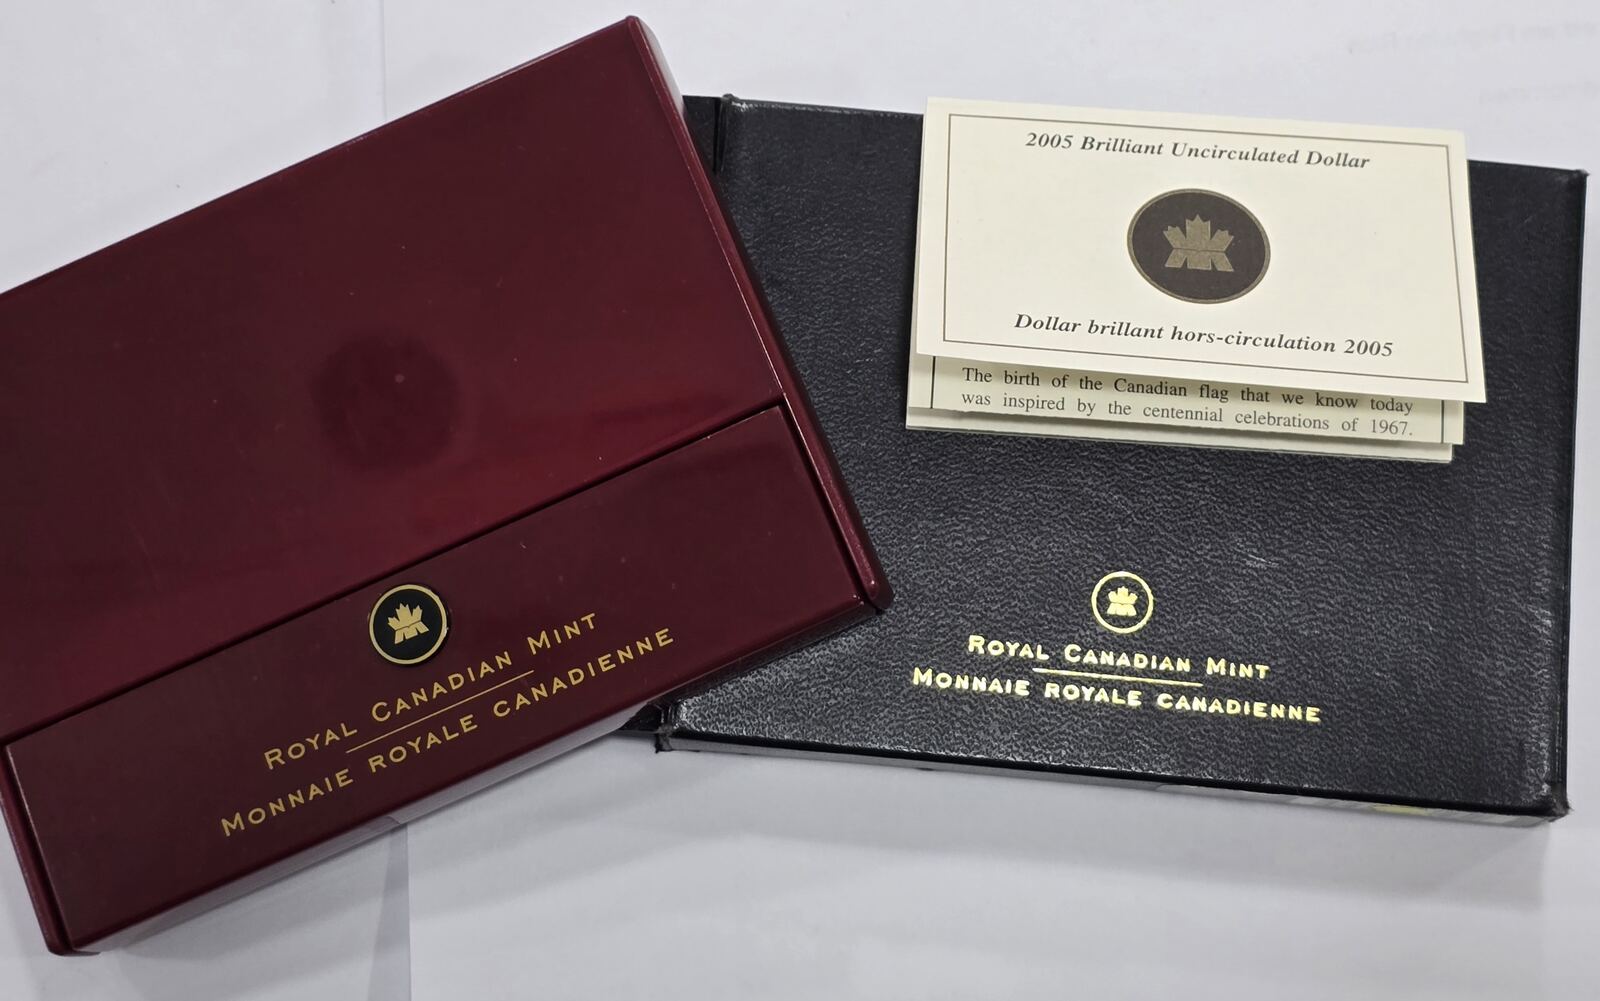 ROYAL CANADIAN MINT
MONNAIE ROYALE CANADIENNE
2005 Brilliant Uncirculated Dollar
Dollar brillant hors-circulation 2005
The birth of the Canadian flag that we know today
was inspired by the centennial celebrations of 1967.
ROYAL CANADIAN MINT
MONNAIE ROYALE CANADIENNE